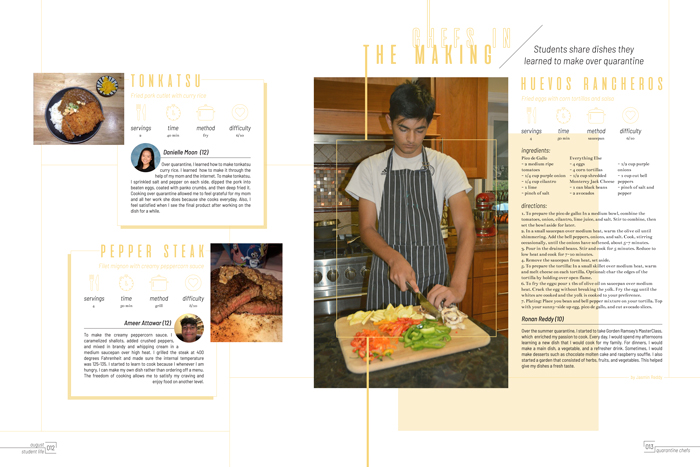 CHEFS IN
THE MAKING
Students share dishes they
learned to make over quarantine
TONKATSU
servings
time
method
difficulty
40 min
fry
Danielle Moon (12)
Over quarantine, I learned how to make tonkatsu
curry rice. I learned how to make it through the
help of my mom and the internet. To make tonkatsu,
I sprinkled salt and pepper on each side, dipped the pork into
beaten eggs, coated with panko crumbs, and then deep fried it.
Cooking over quarantine allowed me to feel grateful for my mom
and all her work she does because she cooks everyday. Also, I
feel satisfied when I see the final product after working on the
dish for a while.
PEPPER STEAK
servings
time
method
difficulty
grill
Ameer Attawar (12)
To make the creamy peppercorn sauce, I
caramelized shallots, added crushed peppers,
and mixed in brandy and whipping cream in a
medium saucepan over high heat. I grilled the steak at 400
degrees Fahrenheit and made sure the internal temperature
was 125-135. I started to learn to cook because I whenever I am
hungry, I can make my own dish rather than ordering off a menu.
The freedom of cooking allows me to satisfy my craving and
enjoy food on another level.
HUEVOS RANCHEROS
servings
time
method
difficulty
saucepan
ingredients:
Pico de Gallo
- 2 medium ripe
tomatoes
- 1/4 cup purple onion
- 1/4 cup cilantro
- 1 lime
- pinch of salt
Everything Else
- 4 eggs
- 4 corn tortillas
- 1/2 cup shredded
Monterey Jack Cheese
- 1 can black beans
- 2 avocados
- 1/2 cup purple
onions
- 1 cup cut bell
peppers
- pinch of salt and
pepper
directions:
1. To prepare the pico de gallo: In a medium bowl, combine the
tomatoes, onion, cilantro, lime juice, and salt. Stir to combine, then
set the bowl aside for later.
2. In a small saucepan over medium heat, warm the olive oil until
shimmering. Add the bell peppers, onions, and salt. Cook, stirring
occasionally, until the onions have softened, about 5-7 minutes.
3. Pour in the drained beans. Stir and cook for 5 minutes. Reduce to
low heat and cook for 7-10 minutes.
4. Remove the saucepan from heat, set aside.
5. To prepare the tortilla: In a small skillet over medium heat, warm
and melt cheese on each tortilla. Optional: char the edges of the
tortilla by holding over open flame.
6. To fry the eggs: pour 1 tbs of olive oil on saucepan over medium
heat. Crack the egg without breaking the yolk. Fry the egg until the
whites are cooked and the yolk is cooked to your preference.
7. Plating: Place your bean and bellpepper mixture on your tortilla. Top
with your sunny-side up egg, pico de gallo, and cut avocado slices.
Ronan Reddy (10)
Over the summer quarantine, I started to take Gordon Ramsay's MasterClass,
which enriched my passion to cook. Every day, I would spend my afternoons
learning a new dish that I would cook for my family. For dinners, I would
make a main dish, a vegetable, and a refresher drink. Sometimes, I would
make desserts such as chocolate molten cake and raspberry souffle. I also
started a garden that consisted of herbs, fruits, and vegetables. This helped
give my dishes a fresh taste.
august
student life
012
013
quarantine chefs